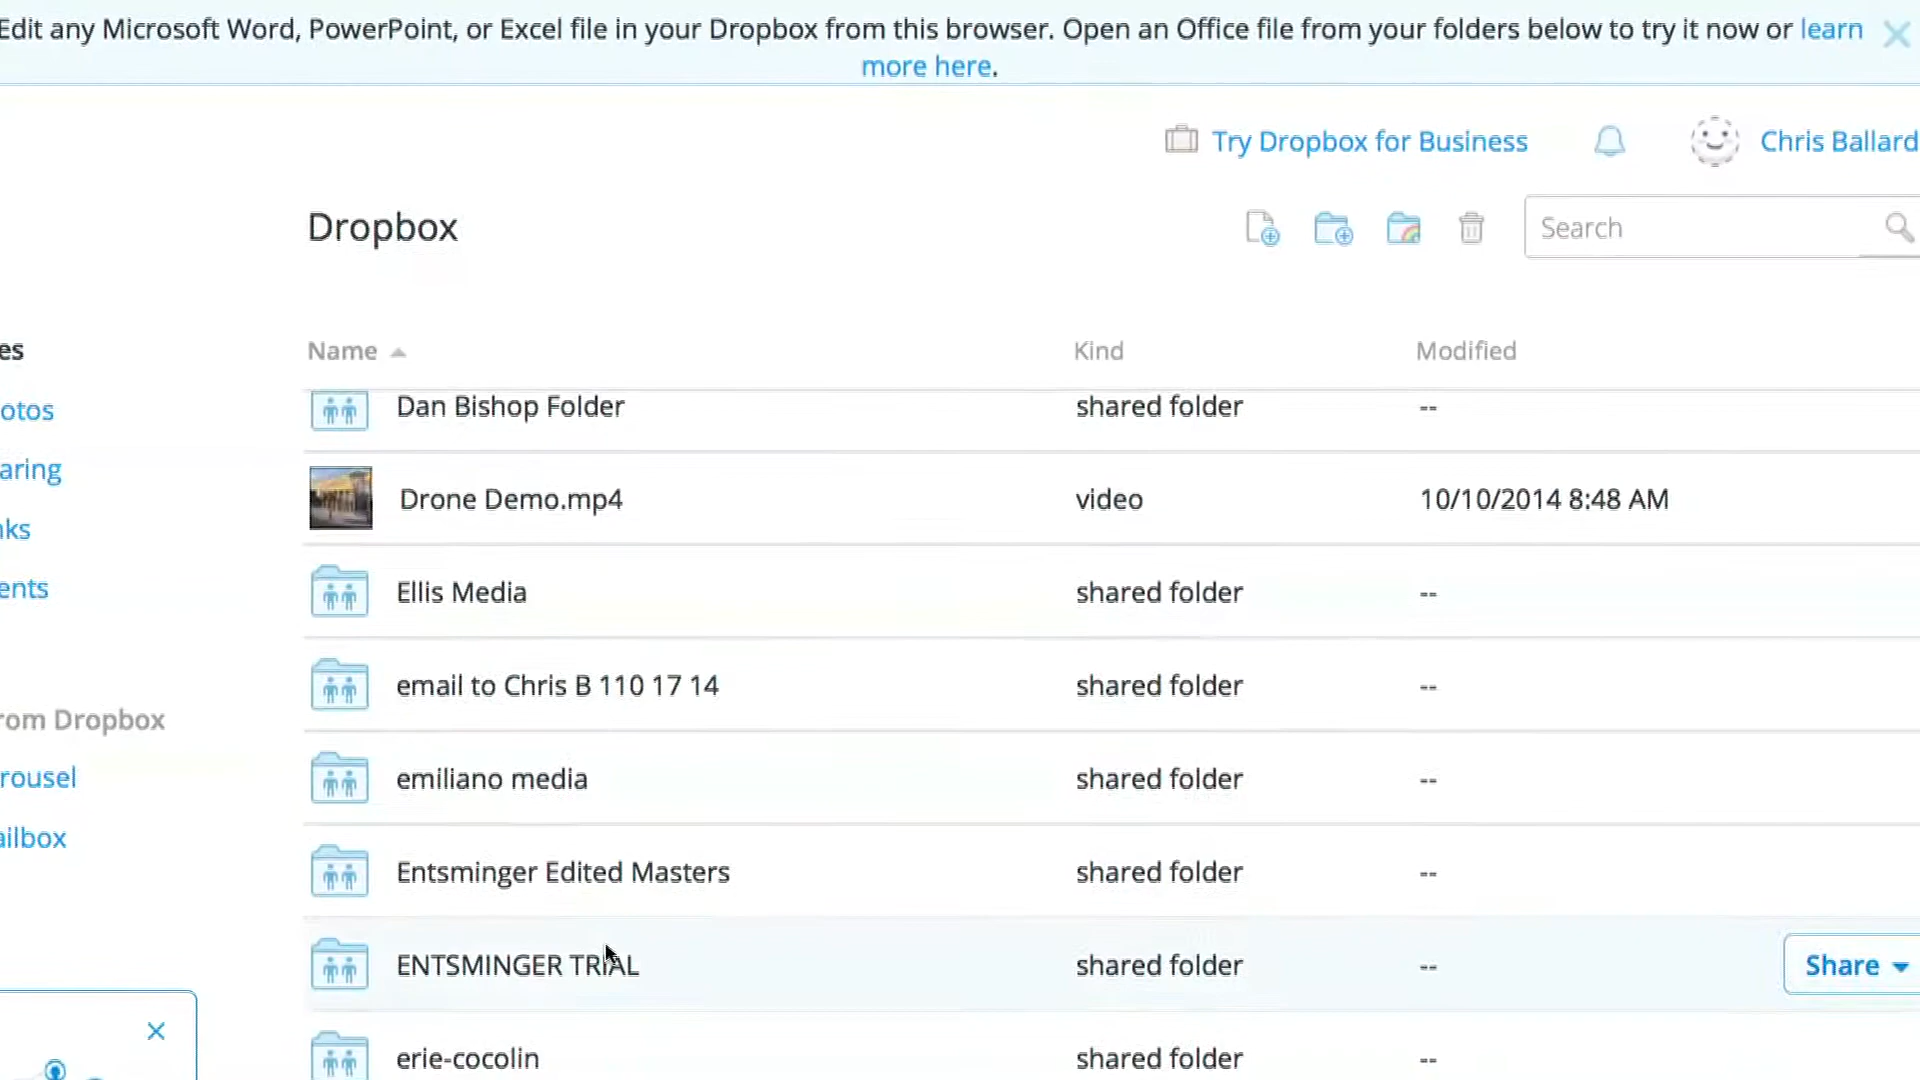 Edit any Microsoft Word, PowerPoint, or Excel file in your Dropbox from this browser. Open an Office file from your folders below to try it now or learn
more here.
Try Dropbox for Business
Chris Ballard
Dropbox
Search
es
Name Kind Modified
Dan Bishop Folder shared folder --
otos
aring
Drone Demo.mp4 video 10/10/2014 8:48 AM
nks
ents
Ellis Media shared folder --
email to Chris B 110 17 14 shared folder --
rom Dropbox
rousel
emiliano media shared folder --
ailbox
Entsminger Edited Masters shared folder --
ENTSMINGER TRIAL shared folder -- Share
erie-cocolin shared folder --